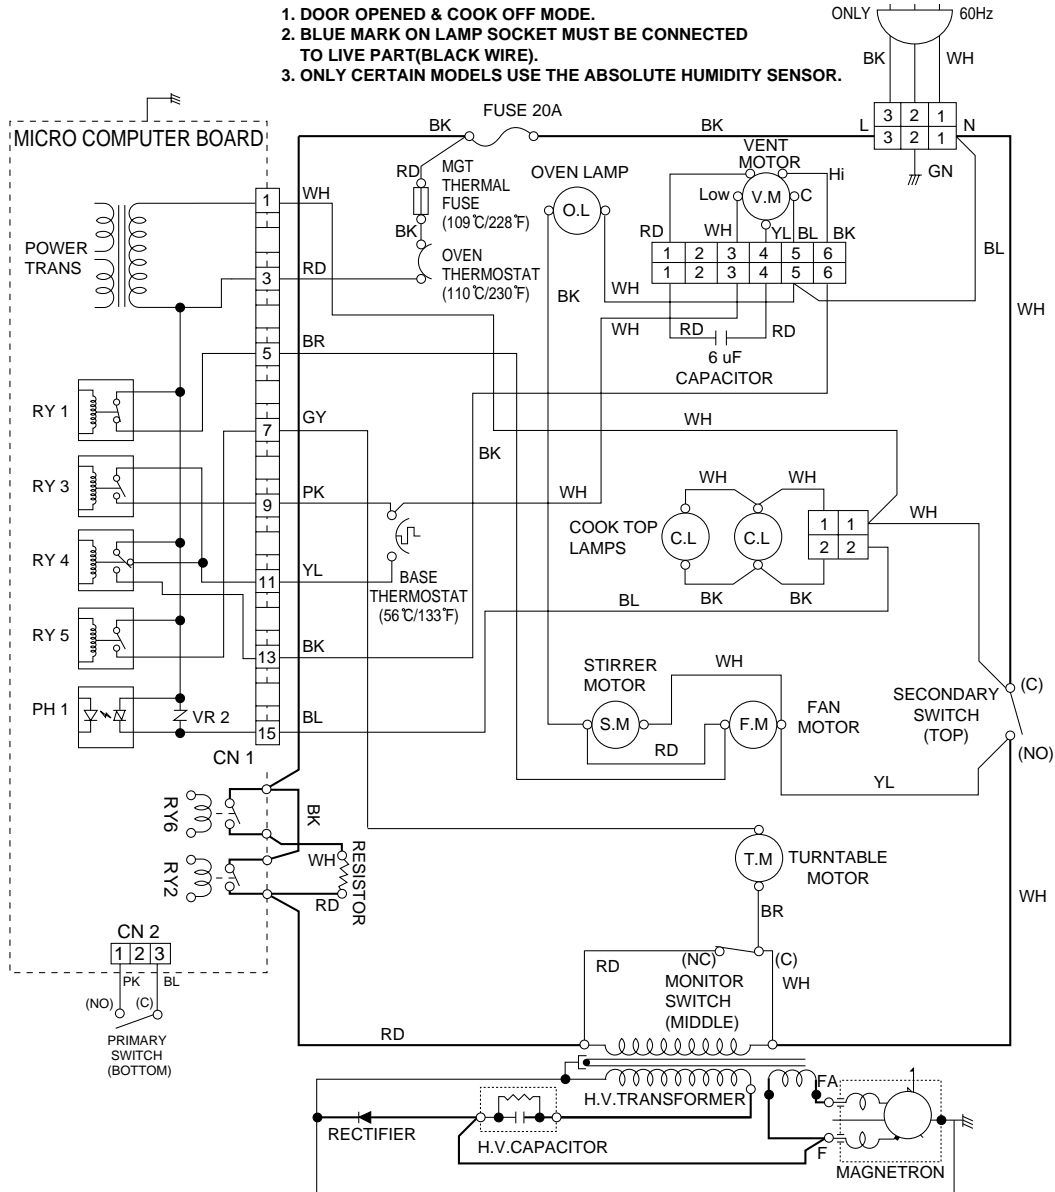 1. DOOR OPENED & COOK OFF MODE.
2. BLUE MARK ON LAMP SOCKET MUST BE CONNECTED
TO LIVE PART(BLACK WIRE).
3. ONLY CERTAIN MODELS USE THE ABSOLUTE HUMIDITY SENSOR.
ONLY 60Hz
BK WH
MICRO COMPUTER BOARD
FUSE 20A
BK BK
L 3 2 1 N
3 2 1
GN
RD MGT
THERMAL
FUSE
(109℃/228℉)
BK
OVEN
THERMOSTAT
(110℃/230℉)
OVEN LAMP
O.L
VENT
MOTOR
Hi
Low V.M C
RD WH YL BL BK
1 2 3 4 5 6
1 2 3 4 5 6
BL
WH
1 WH
POWER
TRANS
3 RD
BK
WH
WH
RD RD
6 uF
CAPACITOR
5 BR
RY 1
7 GY
WH
BK
RY 3
9 PK
WH
WH WH
COOK TOP
LAMPS
C.L C.L
1 1
2 2
WH
BK BK
RY 4
11 YL
BASE
THERMOSTAT
(56℃/133℉)
BL
RY 5
13 BK
STIRRER
MOTOR
WH
S.M
RD
F.M
FAN
MOTOR
SECONDARY
SWITCH
(TOP)
(C)
(NO)
PH 1
VR 2
15 BL
CN 1
YL
RY6
BK
WH
RESISTOR
RY2
RD
T.M TURNTABLE
MOTOR
BR
WH
CN 2
1 2 3
PK BL
(NO) (C)
PRIMARY
SWITCH
(BOTTOM)
RD
(NC) (C)
RD
MONITOR
SWITCH
(MIDDLE)
WH
H.V.TRANSFORMER
FA
F
RECTIFIER
H.V.CAPACITOR
MAGNETRON